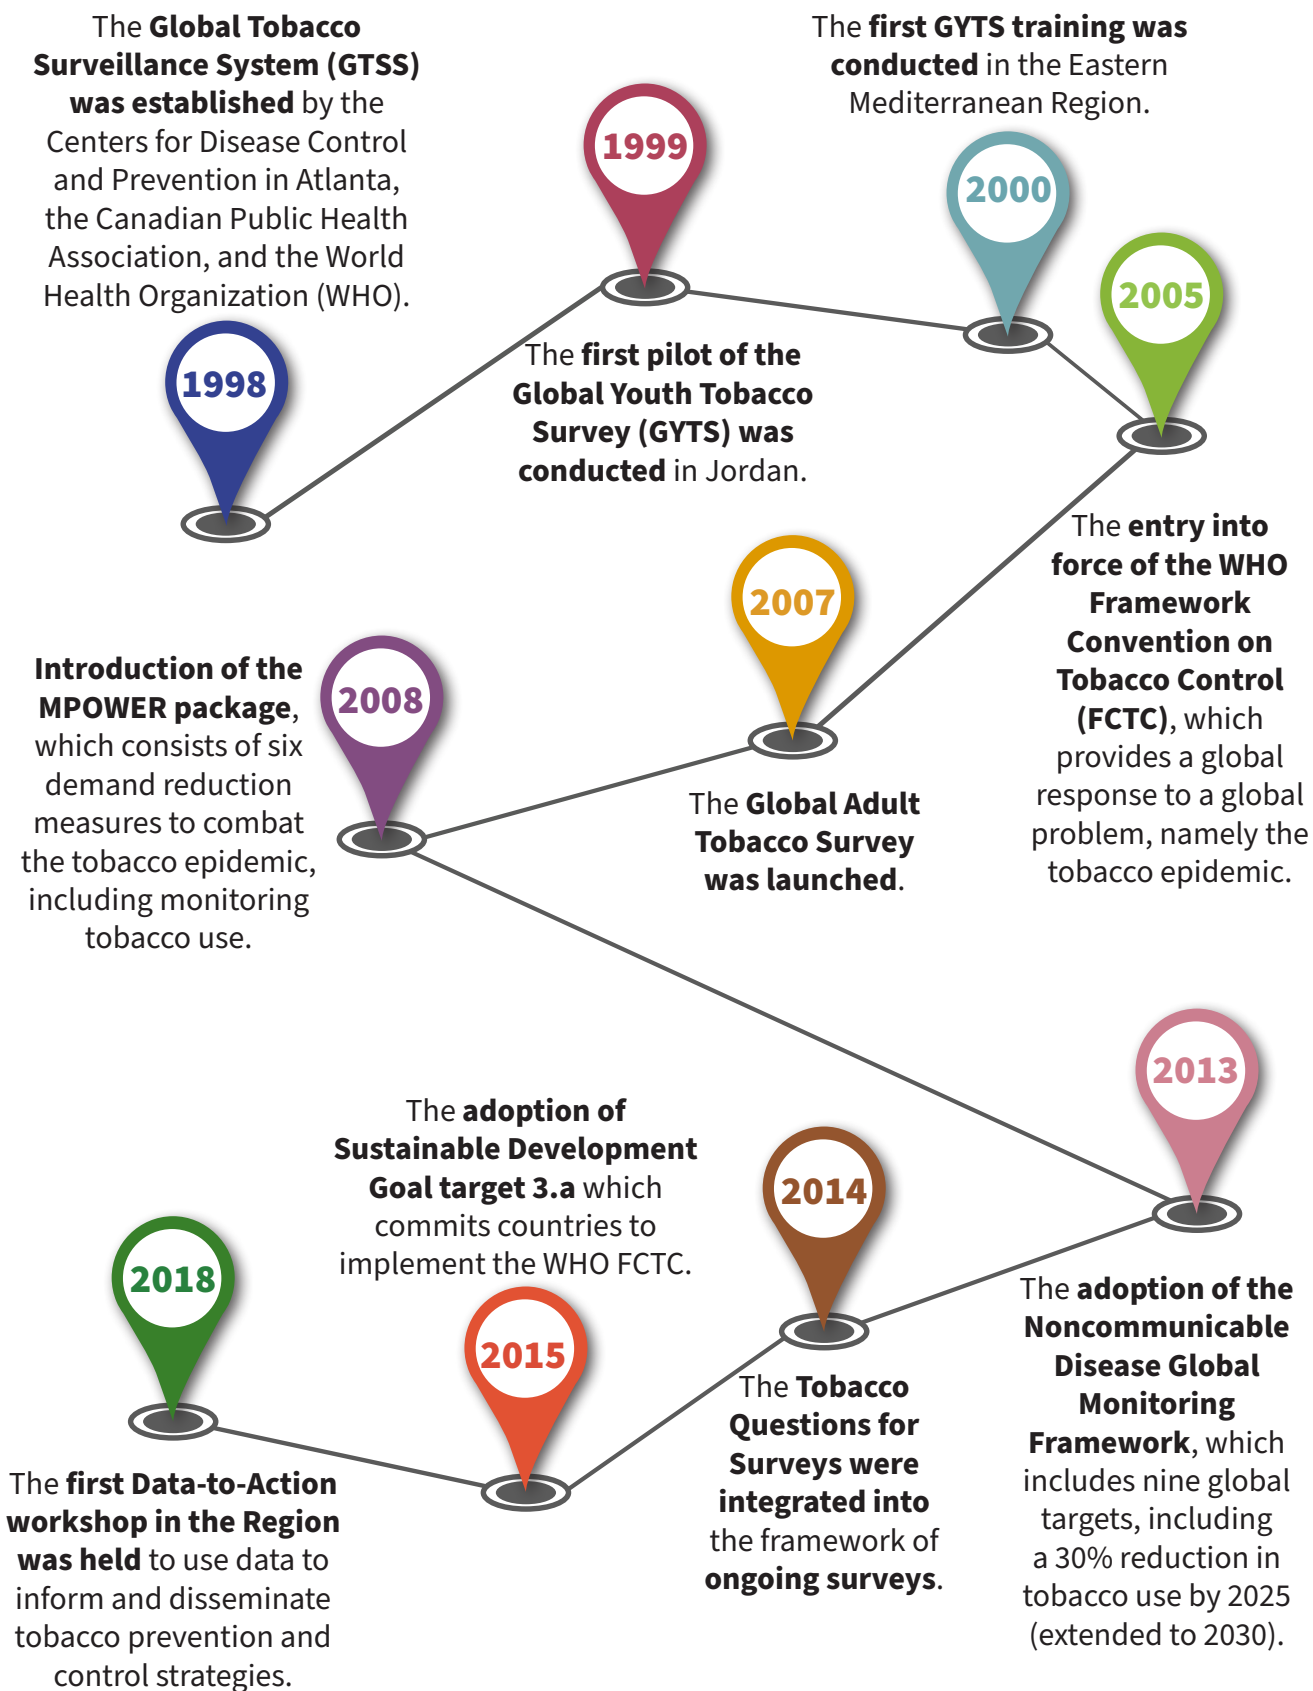 The Global Tobacco
Surveillance System (GTSS)
was established by the
Centers for Disease Control
and Prevention in Atlanta,
the Canadian Public Health
Association, and the World
Health Organization (WHO).
1998
1999
The first pilot of the
Global Youth Tobacco
Survey (GYTS) was
conducted in Jordan.
The first GYTS training was
conducted in the Eastern
Mediterranean Region.
2000
2005
The entry into
force of the WHO
Framework
Convention on
Tobacco Control
(FCTC), which
provides a global
response to a global
problem, namely the
tobacco epidemic.
2007
The Global Adult
Tobacco Survey
was launched.
2008
Introduction of the
MPOWER package,
which consists of six
demand reduction
measures to combat
the tobacco epidemic,
including monitoring
tobacco use.
2013
The adoption of the
Noncommunicable
Disease Global
Monitoring
Framework, which
includes nine global
targets, including
a 30% reduction in
tobacco use by 2025
(extended to 2030).
2014
The Tobacco
Questions for
Surveys were
integrated into
the framework of
ongoing surveys.
The adoption of
Sustainable Development
Goal target 3.a which
commits countries to
implement the WHO FCTC.
2015
2018
The first Data-to-Action
workshop in the Region
was held to use data to
inform and disseminate
tobacco prevention and
control strategies.